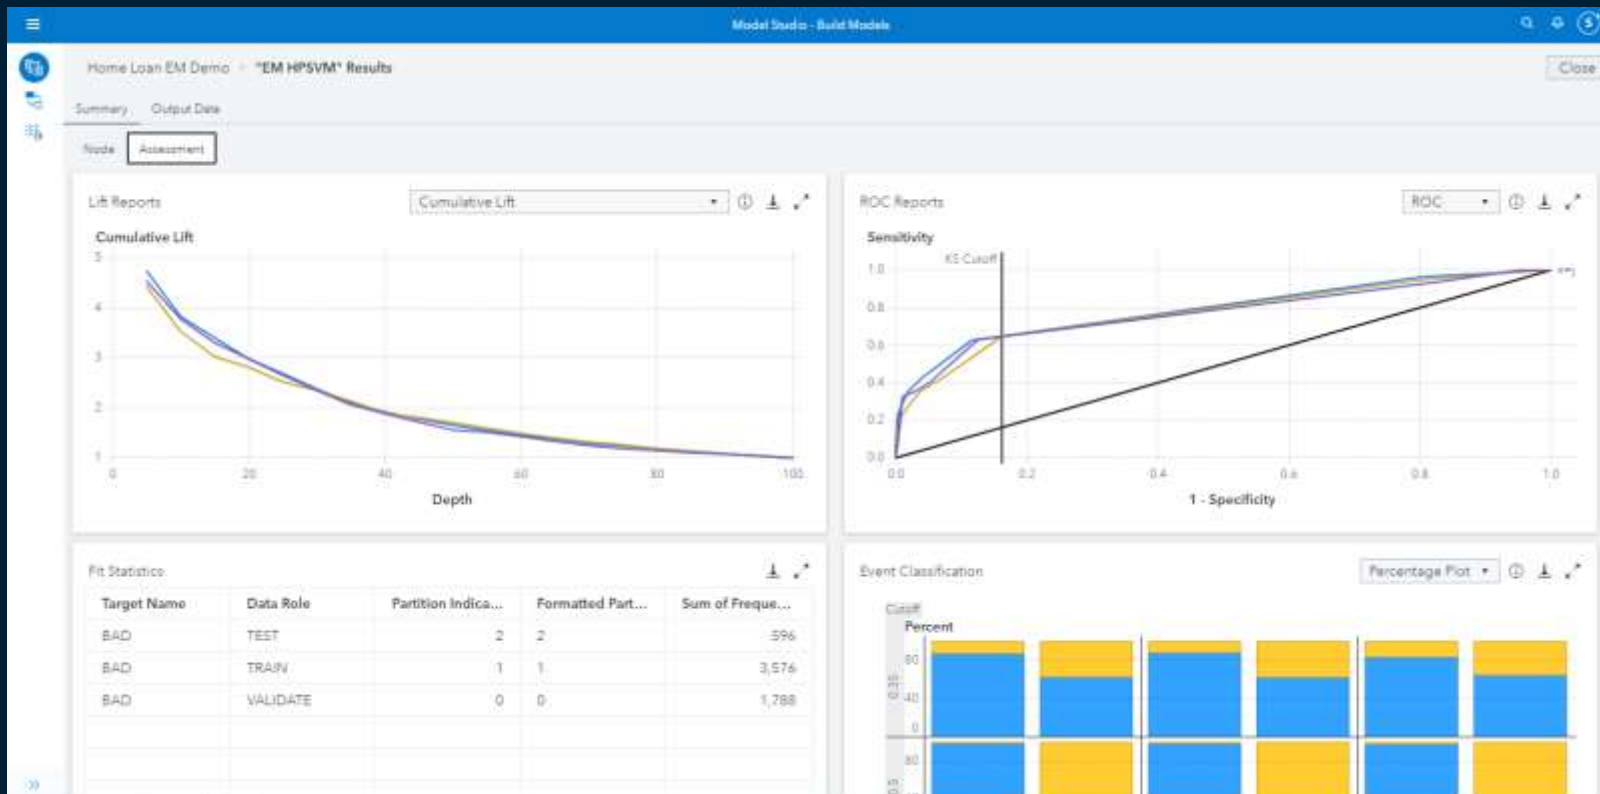 Model Studio - Build Models
Home Loan EM Demo "EM HPSVM" Results
Close
Summary Output Data
Node Assessment
Lift Reports
Cumulative Lift
Cumulative Lift
5
4
3
2
1
0 20 40 60 80 100
Depth
ROC Reports
ROC
Sensitivity
KS Cutoff
1.0
0.8
0.6
0.4
0.2
0.0
0.0 0.2 0.4 0.6 0.8 1.0
1 - Specificity
Fit Statistics
Target Name Data Role Partition Indica... Formatted Part... Sum of Freque...
BAD TEST 2 2 596
BAD TRAIN 1 1 3,576
BAD VALIDATE 0 0 1,788
Event Classification
Percentage Plot
Cutoff
Percent
80
40
0
80